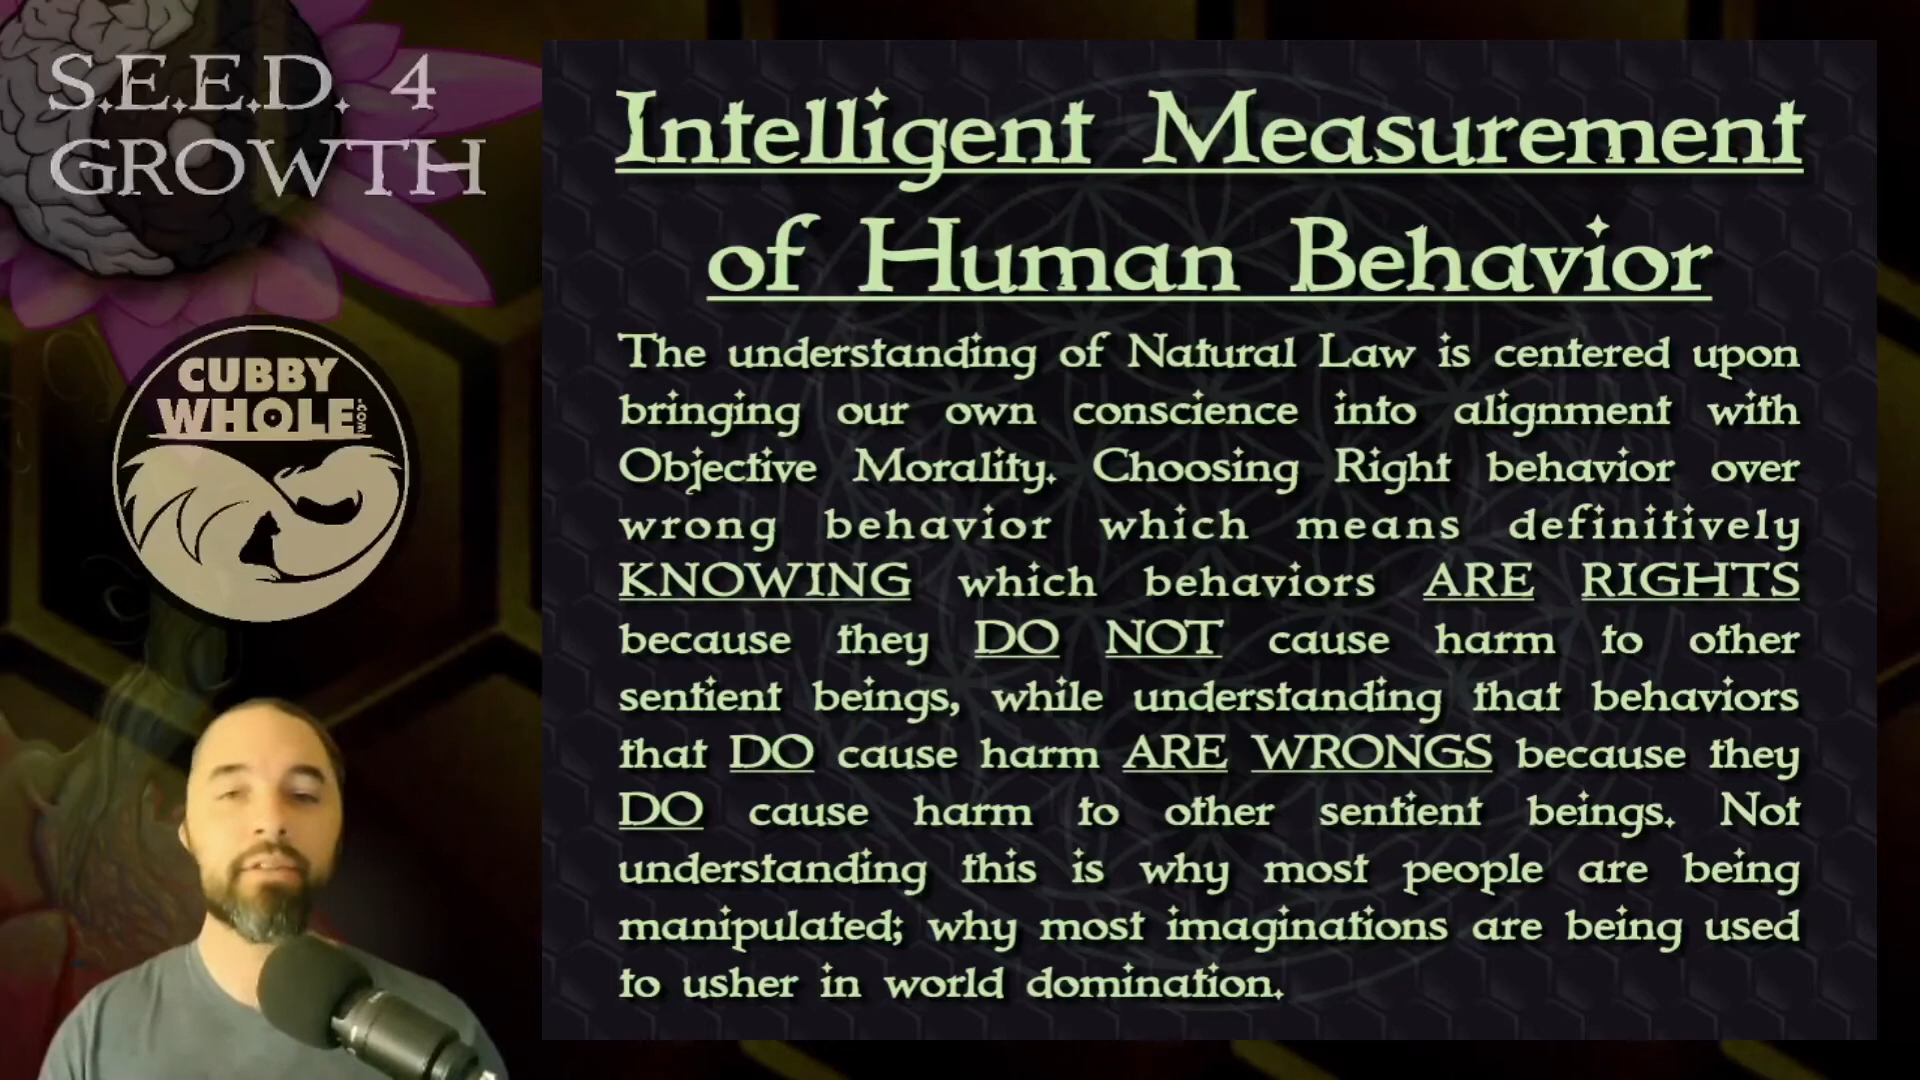 S.E.E.D. 4
GROWTH
CUBBY
WHOLE.COM
Intelligent Measurement
of Human Behavior
The understanding of Natural Law is centered upon
bringing our own conscience into alignment with
Objective Morality. Choosing Right behavior over
wrong behavior which means definitively
KNOWING which behaviors ARE RIGHTS
because they DO NOT cause harm to other
sentient beings, while understanding that behaviors
that DO cause harm ARE WRONGS because they
DO cause harm to other sentient beings. Not
understanding this is why most people are being
manipulated; why most imaginations are being used
to usher in world domination.